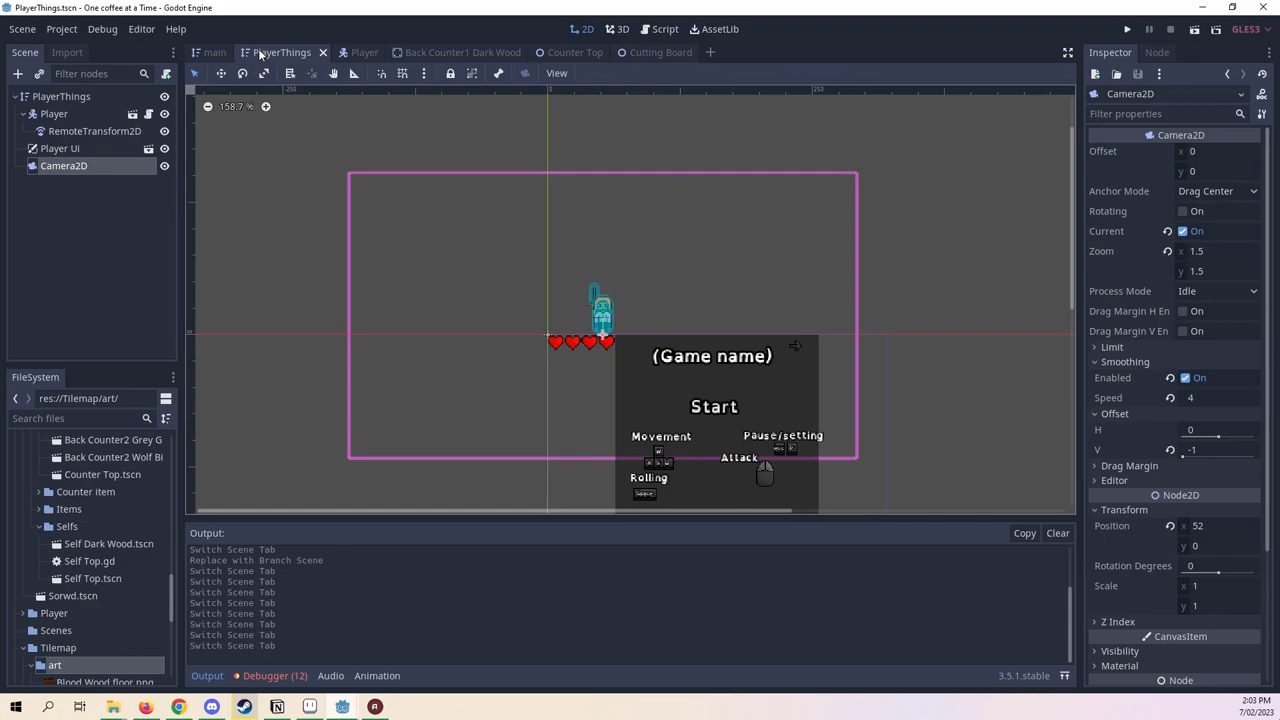 PlayerThings.tscn - One coffee at a Time - Godot Engine
Scene Project Debug Editor Help
2D 3D Script AssetLib
GLES3
Scene Import
main PlayerThings Player Back Counter1 Dark Wood Counter Top Cutting Board
Inspector Node
Filter nodes
View
PlayerThings
Player
RemoteTransform2D
Player Ui
Camera2D
158.7 %
-250 0 253
(Game name)
Start
Movement
Pause/setting
Attack
Rolling
Space
Camera2D
Filter properties
Camera2D
Offset x 0
y 0
Anchor Mode Drag Center
Rotating On
Current On
Zoom x 1.5
y 1.5
Process Mode Idle
Drag Margin H En On
Drag Margin V En On
Limit
Smoothing
Enabled On
Speed 4
Offset
H 0
V -1
Drag Margin
Editor
Node2D
Transform
Position x 52
y 0
Rotation Degrees 0
Scale x 1
y 1
Z Index
CanvasItem
Visibility
Material
Node
FileSystem
res://Tilemap/art/
Search files
Back Counter2 Grey G
Back Counter2 Wolf Bi
Counter Top.tscn
Counter item
Items
Selfs
Self Dark Wood.tscn
Self Top.gd
Self Top.tscn
Sorwd.tscn
Player
Scenes
Tilemap
art
Blood Wood floor.png
Output:
Copy Clear
Switch Scene Tab
Replace with Branch Scene
Switch Scene Tab
Switch Scene Tab
Switch Scene Tab
Switch Scene Tab
Switch Scene Tab
Switch Scene Tab
Switch Scene Tab
Switch Scene Tab
Output Debugger (12) Audio Animation
3.5.1.stable
2:03 PM
7/02/2023